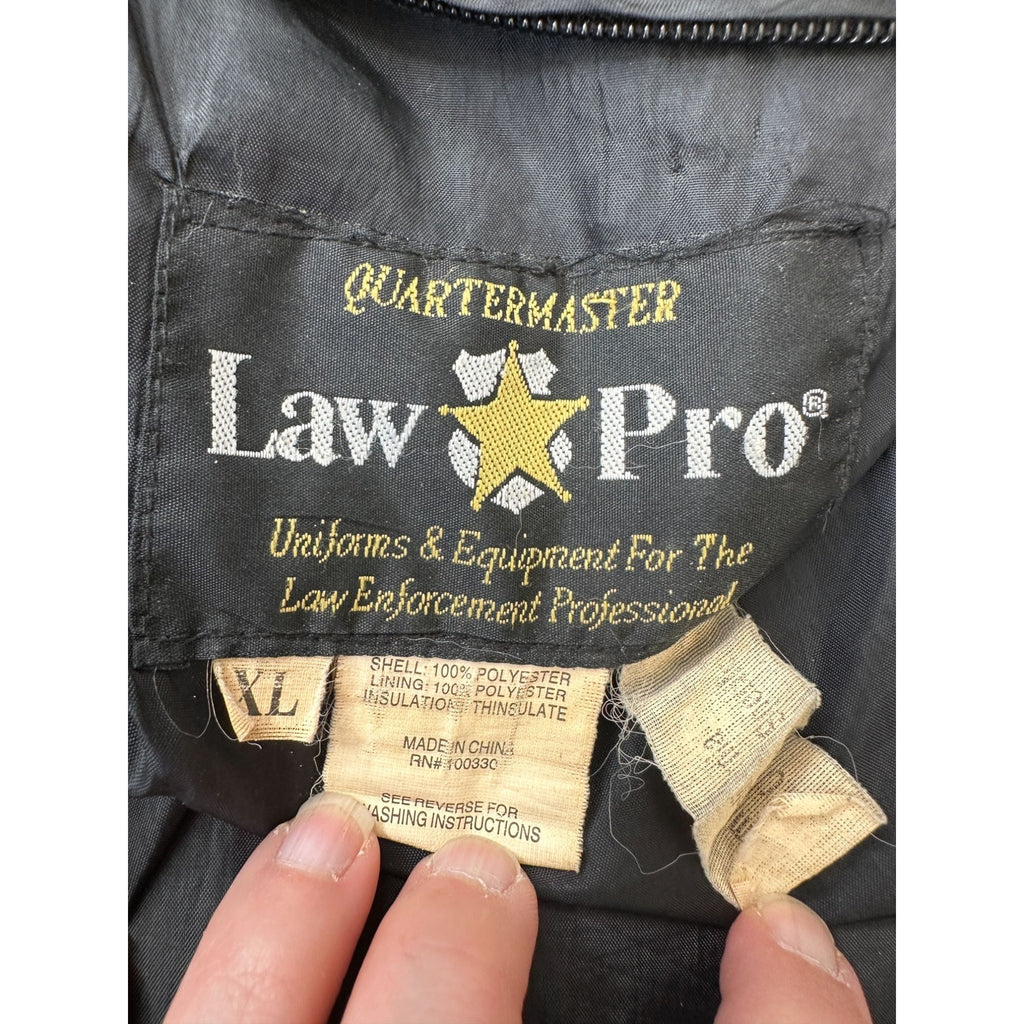 QUARTERMASTER
Law Pro®
Uniforms & Equipment For The
Law Enforcement Professional
XL
SHELL: 100% POLYESTER
LINING: 100% POLYESTER
INSULATION: THINSULATE
MADE IN CHINA
RN# 100330
SEE REVERSE FOR
WASHING INSTRUCTIONS